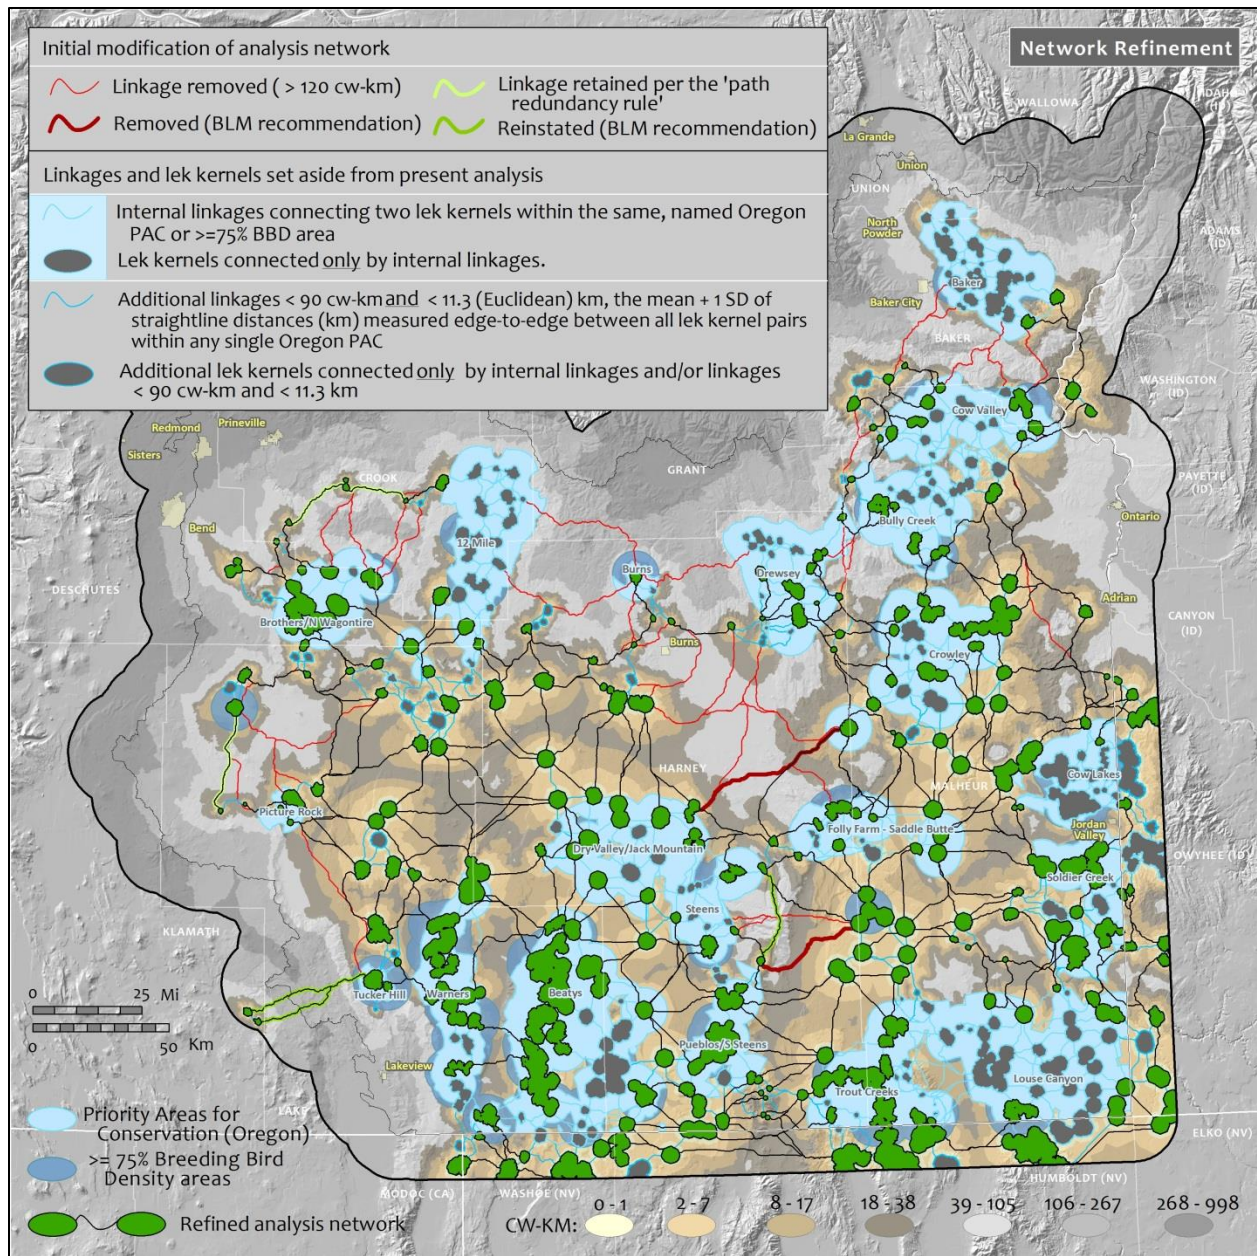 Network Refinement
Initial modification of analysis network
Linkage removed ( > 120 cw-km)
Linkage retained per the 'path
redundancy rule'
Removed (BLM recommendation)
Reinstated (BLM recommendation)
Linkages and lek kernels set aside from present analysis
Internal linkages connecting two lek kernels within the same, named Oregon
PAC or >=75% BBD area
Lek kernels connected only by internal linkages.
Additional linkages < 90 cw-km and < 11.3 (Euclidean) km, the mean + 1 SD of
straightline distances (km) measured edge-to-edge between all lek kernel pairs
within any single Oregon PAC
Additional lek kernels connected only by internal linkages and/or linkages
< 90 cw-km and < 11.3 km
IDAHO
(ID)
WALLOWA
La Grande
Union
UNION
North
Powder
ADAMS
(ID)
Baker
Baker City
BAKER
WASHINGTON
(ID)
Cow Valley
Redmond
Prineville
Sisters
GRANT
CROOK
PAYETTE
(ID)
Bend
Ontario
Bully Creek
12 Mile
Burns
Drewsey
DESCHUTES
Adrian
CANYON
(ID)
Brothers/N Wagontire
Burns
Crowley
HARNEY
MALHEUR
Cow Lakes
Picture Rock
Jordan
Valley
Folly Farm - Saddle Butte
Dry Valley/Jack Mountain
OWYHEE (ID)
Soldier Creek
Steens
KLAMATH
0 25 Mi
0 50 Km
Tucker Hill
Warners
Beatys
Pueblos/S Steens
Lakeview
Trout Creeks
Louse Canyon
LAKE
ELKO (NV)
MODOC (CA)
WASHOE (NV)
HUMBOLDT (NV)
Priority Areas for
Conservation (Oregon)
>= 75% Breeding Bird
Density areas
Refined analysis network
CW-KM:
0 - 1
2 - 7
8 - 17
18 - 38
39 - 105
106 - 267
268 - 998